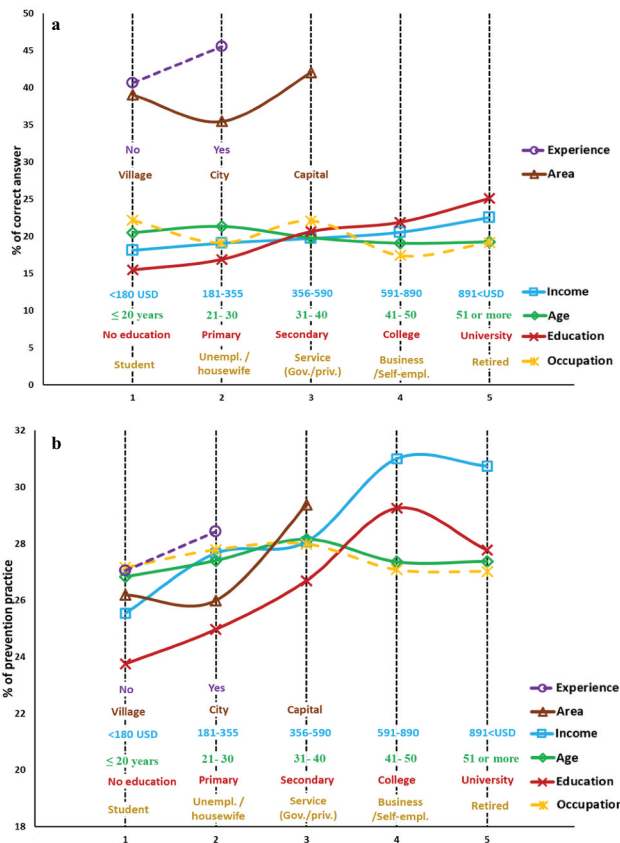 a
% of correct answer
50
45
40
35
30
25
20
15
10
5
0
No Yes
Village City Capital
<180 USD 181-355 356-590 591-890 891<USD
≤ 20 years 21- 30 31- 40 41- 50 51 or more
No education Primary Secondary College University
Student Unempl. / housewife Service (Gov./priv.) Business /Self-empl. Retired
1 2 3 4 5
Experience
Area
Income
Age
Education
Occupation
b
% of prevention practice
32
30
28
26
24
22
20
18
No Yes
Village City Capital
<180 USD 181-355 356-590 591-890 891<USD
≤ 20 years 21- 30 31- 40 41- 50 51 or more
No education Primary Secondary College University
Student Unempl. / housewife Service (Gov./priv.) Business /Self-empl. Retired
1 2 3 4 5
Experience
Area
Income
Age
Education
Occupation